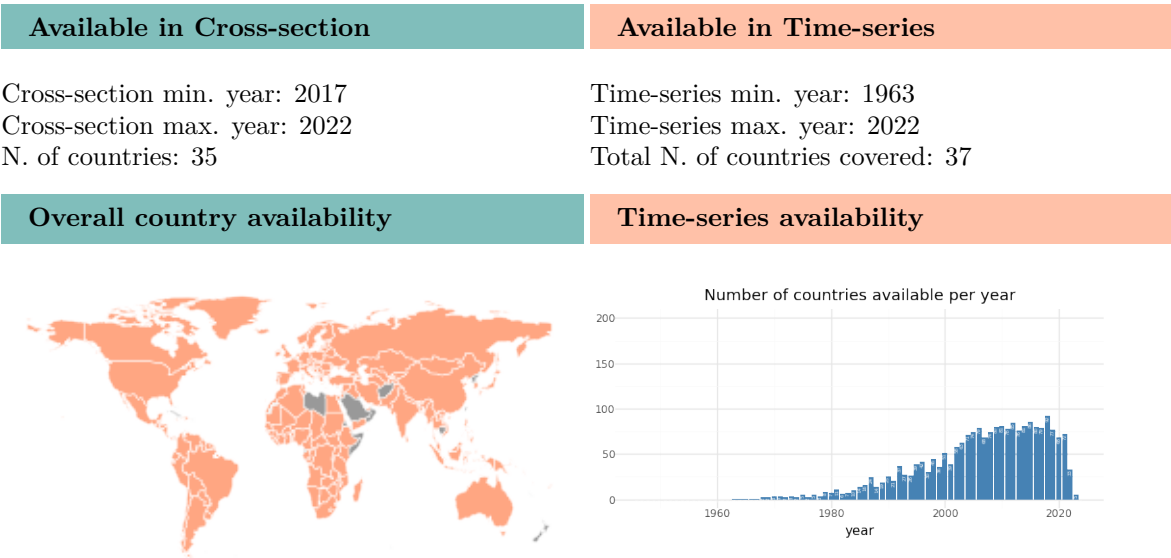 Available in Cross-section
Available in Time-series
Cross-section min. year: 2017
Cross-section max. year: 2022
N. of countries: 35
Time-series min. year: 1963
Time-series max. year: 2022
Total N. of countries covered: 37
Overall country availability
Time-series availability
Number of countries available per year
200
150
100
50
0
1960
1980
2000
2020
year